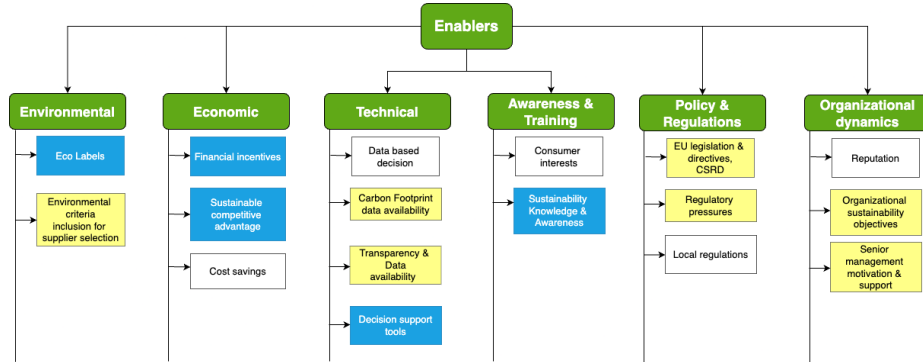 Enablers
Environmental
Economic
Technical
Awareness &
Training
Policy &
Regulations
Organizational
dynamics
Eco Labels
Environmental
criteria
inclusion for
supplier selection
Financial incentives
Sustainable
competitive
advantage
Cost savings
Data based
decision
Carbon Footprint
data availability
Transparency &
Data
availability
Decision support
tools
Consumer
interests
Sustainability
Knowledge &
Awareness
EU legislation &
directives,
CSRD
Regulatory
pressures
Local regulations
Reputation
Organizational
sustainability
objectives
Senior
management
motivation &
support